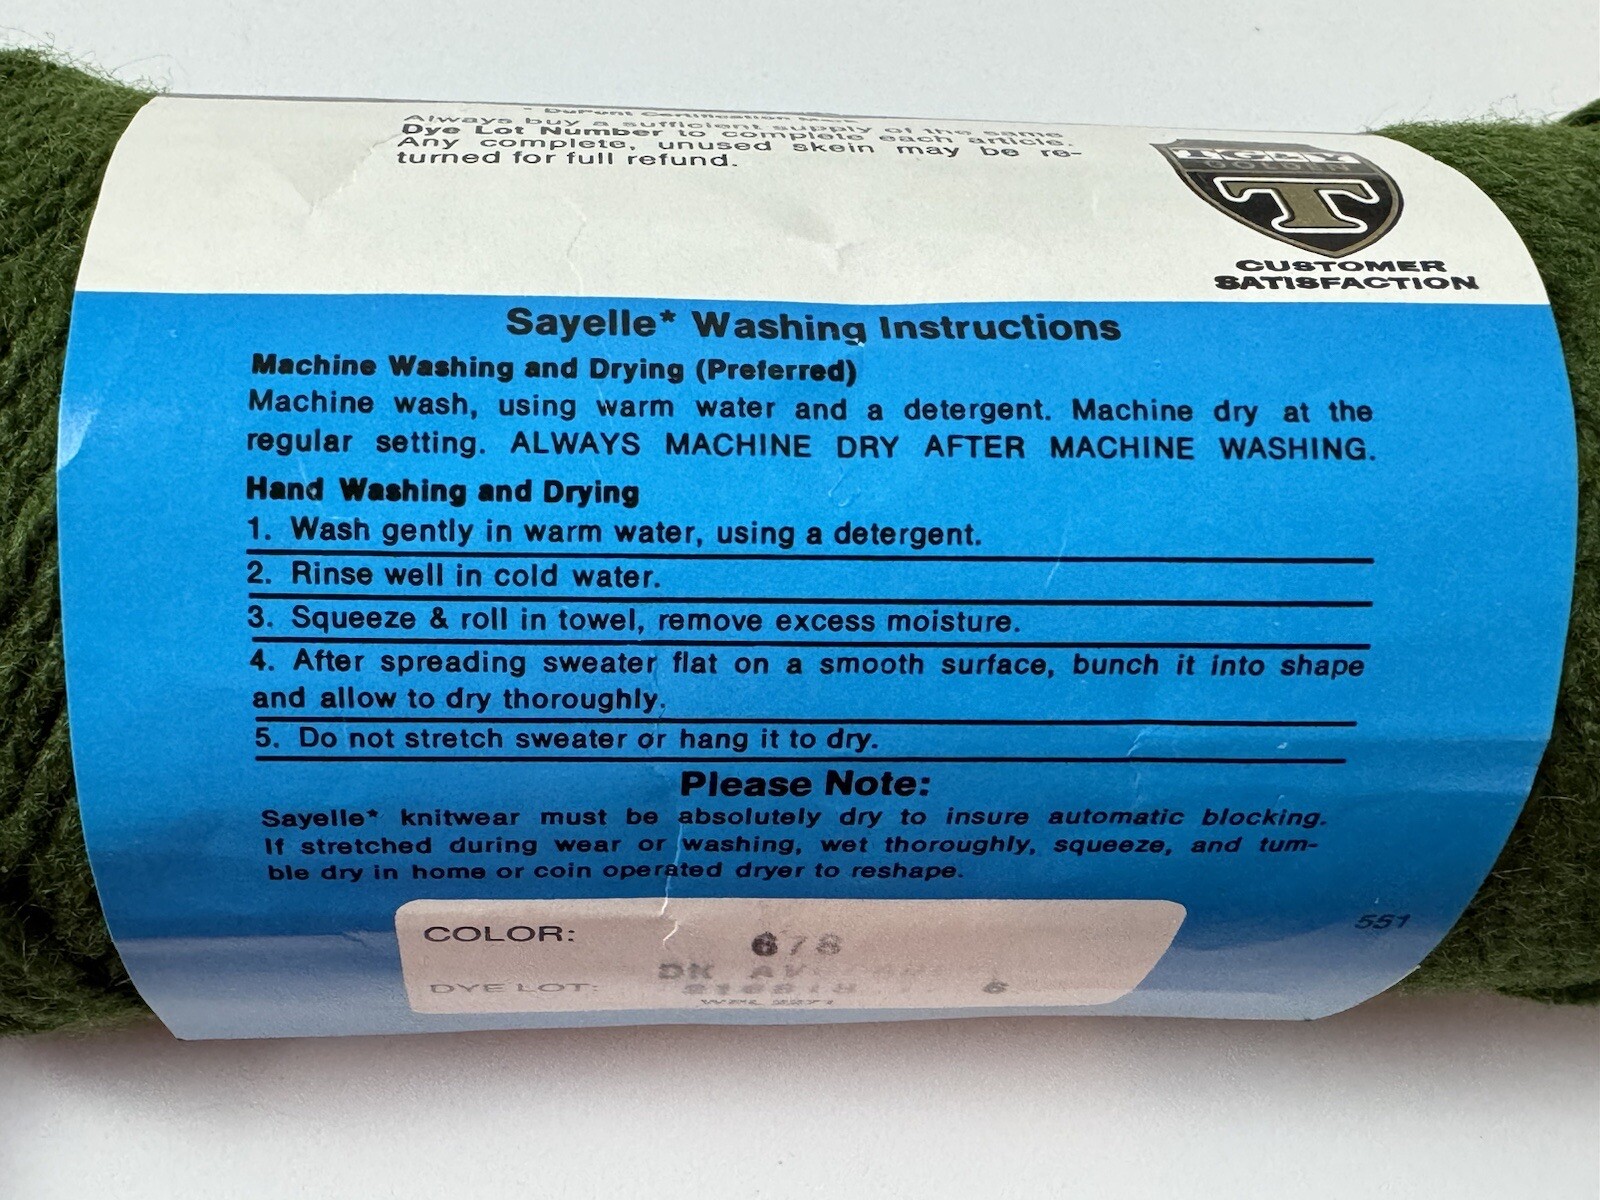 * DuPont Certification Mark
Always buy a sufficient supply of the same
Dye Lot Number to complete each article.
Any complete, unused skein may be re-
turned for full refund.
T
CUSTOMER
SATISFACTION
Sayelle* Washing Instructions
Machine Washing and Drying (Preferred)
Machine wash, using warm water and a detergent. Machine dry at the
regular setting. ALWAYS MACHINE DRY AFTER MACHINE WASHING.
Hand Washing and Drying
1. Wash gently in warm water, using a detergent.
2. Rinse well in cold water.
3. Squeeze & roll in towel, remove excess moisture.
4. After spreading sweater flat on a smooth surface, bunch it into shape
and allow to dry thoroughly.
5. Do not stretch sweater or hang it to dry.
Please Note:
Sayelle* knitwear must be absolutely dry to insure automatic blocking.
If stretched during wear or washing, wet thoroughly, squeeze, and tum-
ble dry in home or coin operated dryer to reshape.
551
COLOR: 678
DK
DYE LOT: 6